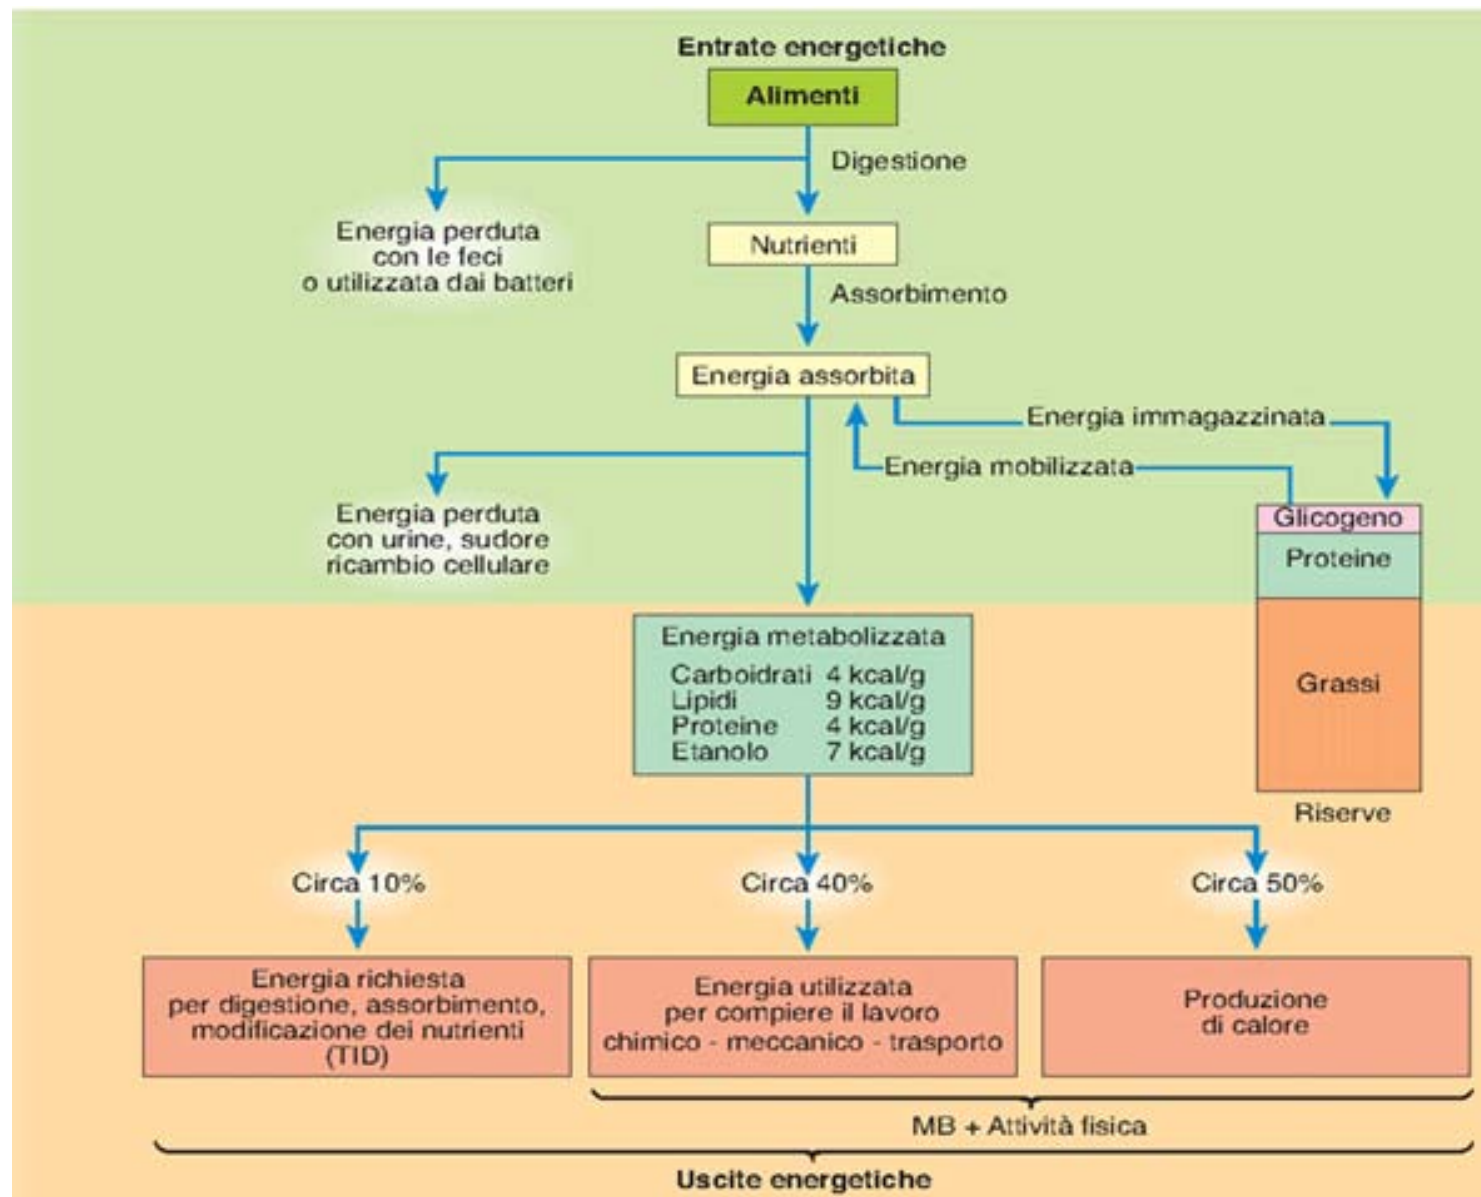 Entrate energetiche
Alimenti
Digestione
Energia perduta
con le feci
o utilizzata dai batteri
Nutrienti
Assorbimento
Energia assorbita
Energia immagazzinata
Energia mobilizzata
Energia perduta
con urine, sudore
ricambio cellulare
Glicogeno
Proteine
Grassi
Riserve
Energia metabolizzata
Carboidrati 4 kcal/g
Lipidi 9 kcal/g
Proteine 4 kcal/g
Etanolo 7 kcal/g
Circa 10%
Circa 40%
Circa 50%
Energia richiesta
per digestione, assorbimento,
modificazione dei nutrienti
(TID)
Energia utilizzata
per compiere il lavoro
chimico - meccanico - trasporto
Produzione
di calore
MB + Attività fisica
Uscite energetiche